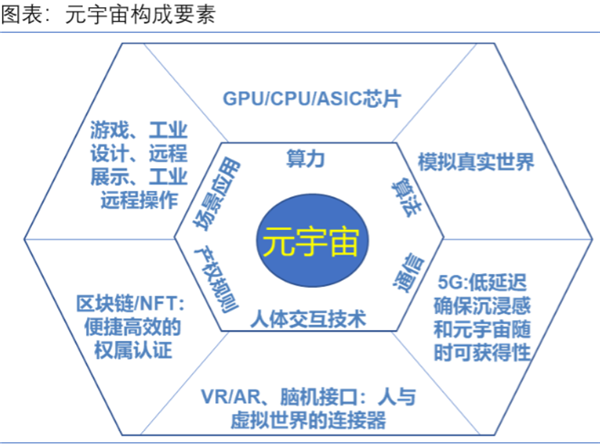 图表：元宇宙构成要素
GPU/CPU/ASIC芯片
游戏、工业
设计、远程
展示、工业
远程操作
算力
模拟真实世界
场景应用
算法
元宇宙
产权规则
通信
区块链/NFT：
便捷高效的
权属认证
人体交互技术
5G:低延迟
确保沉浸感
和元宇宙随
时可获得性
VR/AR、脑机接口：人与
虚拟世界的连接器